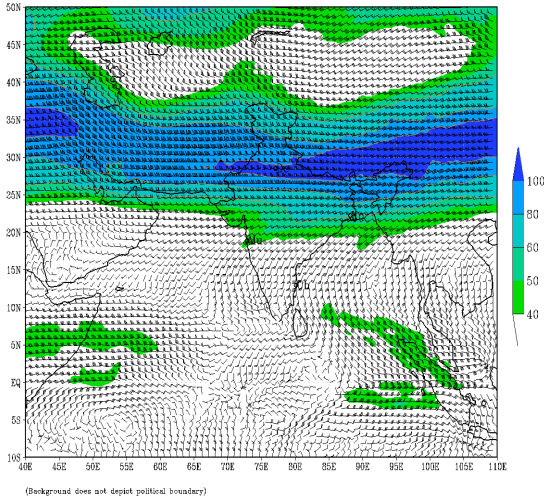 50N
45N
40N
35N
30N
25N
20N
15N
10N
5N
EQ
5S
10S
40E 45E 50E 55E 60E 65E 70E 75E 80E 85E 90E 95E 100E 105E 110E
100
80
60
50
40
(Background does not depict political boundary)